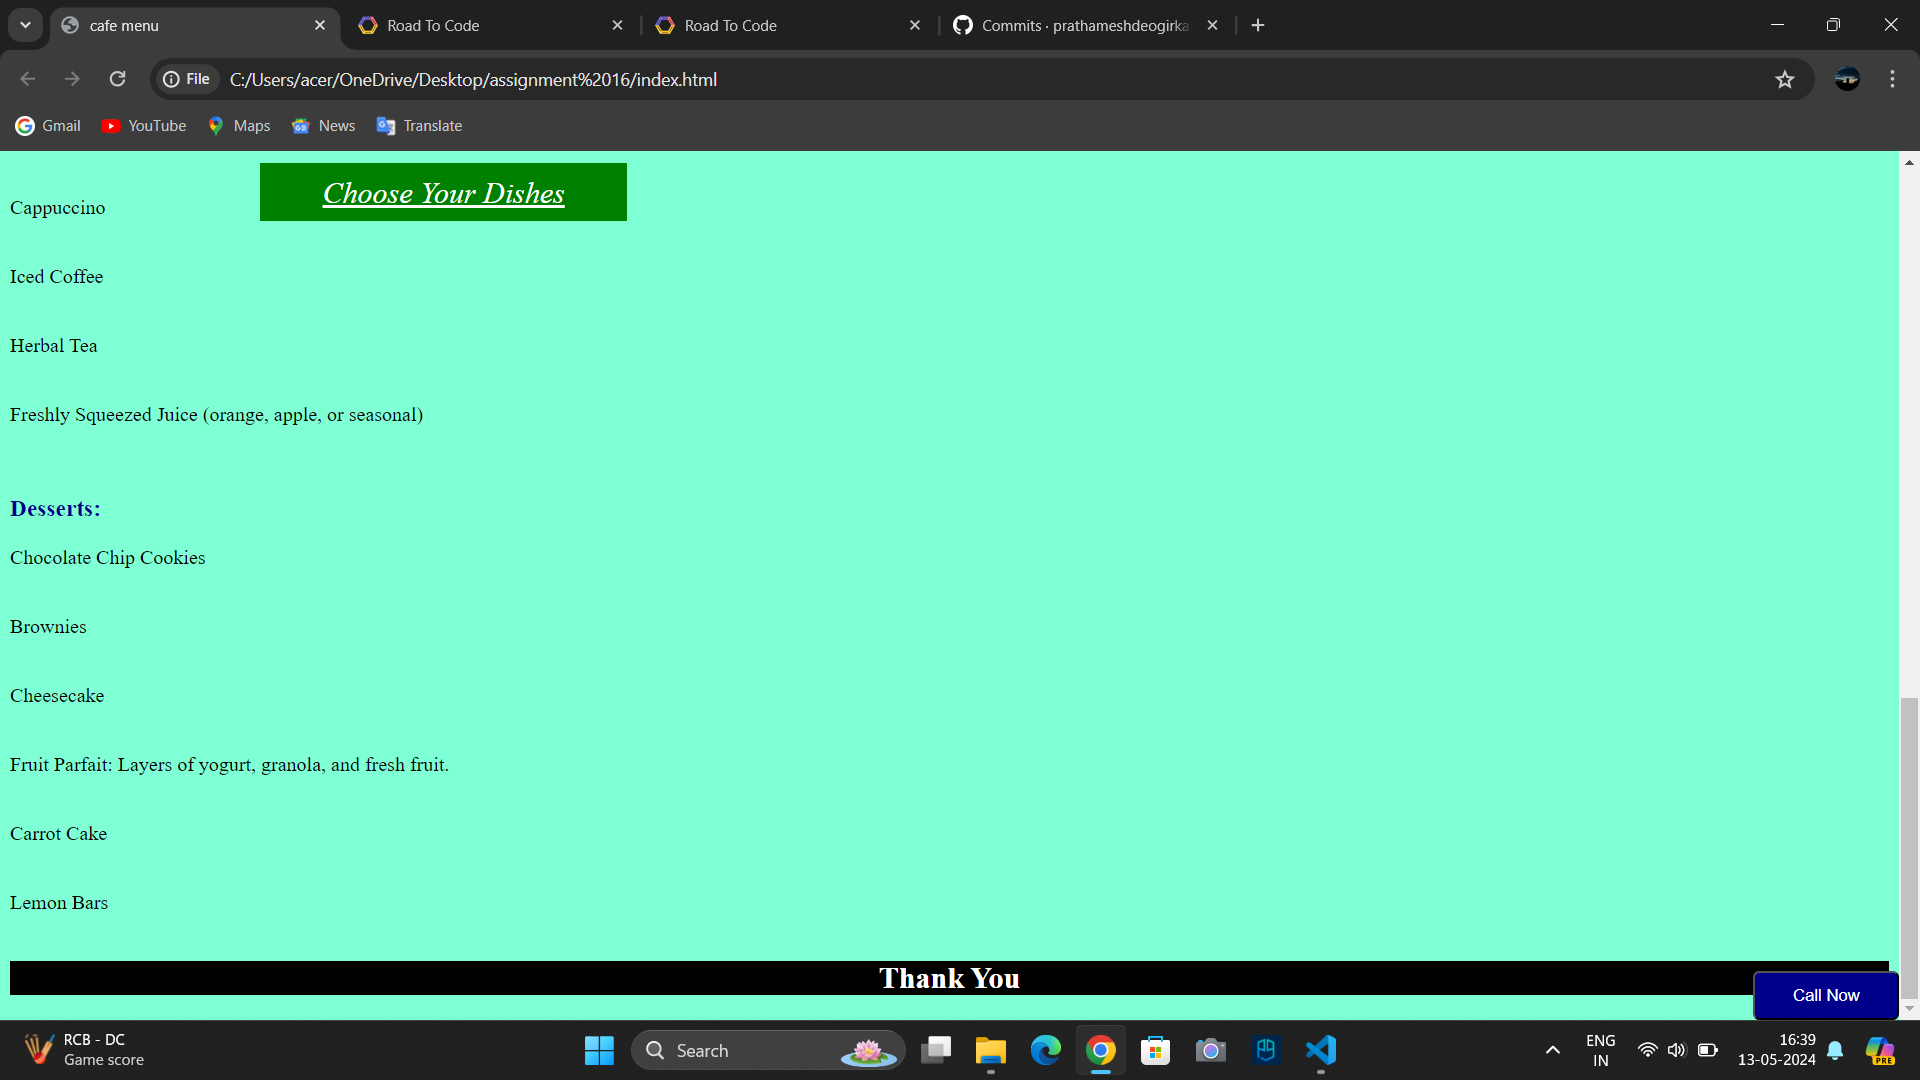 cafe menu
Road To Code
Road To Code
Commits · prathameshdeogirka
File
C:/Users/acer/OneDrive/Desktop/assignment%2016/index.html
Gmail
YouTube
Maps
News
Translate
Choose Your Dishes
Cappuccino
Iced Coffee
Herbal Tea
Freshly Squeezed Juice (orange, apple, or seasonal)
Desserts:
Chocolate Chip Cookies
Brownies
Cheesecake
Fruit Parfait: Layers of yogurt, granola, and fresh fruit.
Carrot Cake
Lemon Bars
Thank You
Call Now
RCB - DC
Game score
Search
ENG
IN
16:39
13-05-2024
PRE